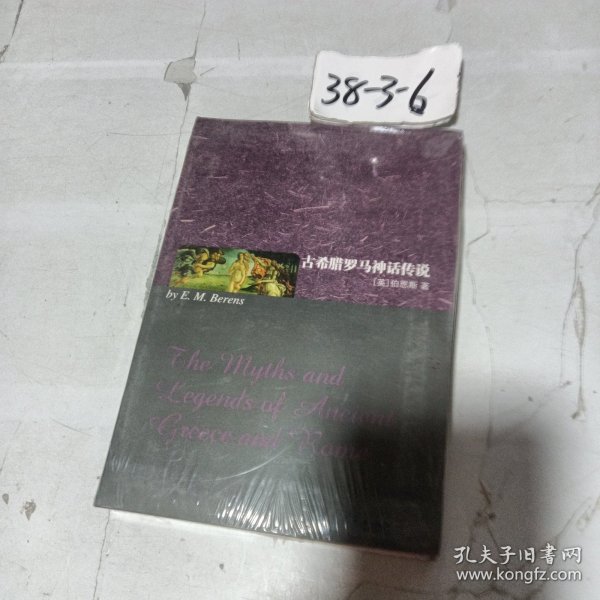 38-3-6
古希腊罗马神话传说
[英]伯恩斯 著
by E. M. Berens
The Myths and
Legends of Ancient
Greece and Rome
孔夫子旧书网
www.kongfz.com